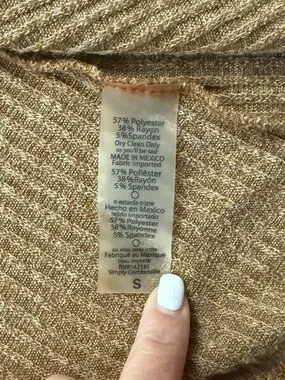 57% Polyester
38% Rayon
5% Spandex
Dry Clean Only
or you'll be sad
MADE IN MEXICO
Fabric Imported
57% Poliéster
38% Rayón
5% Spandex
o estarás triste
Hecho en México
tejido importado
57% Polyester
38% Rayonne
5% Spandex
ou vous serez triste
Fabriqué au Mexique
tissu importé
RN#142161
Simply Comfortable
S